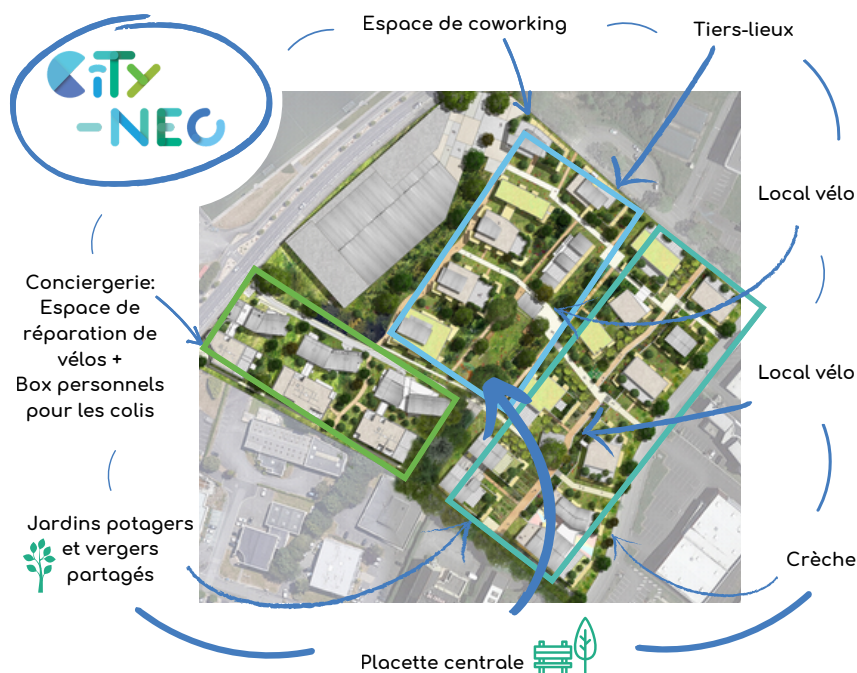 CiTy
-NEO
Espace de coworking
Tiers-lieux
Local vélo
Conciergerie:
Espace de
réparation de
vélos +
Box personnels
pour les colis
Local vélo
Jardins potagers
et vergers
partagés
Crèche
Placette centrale